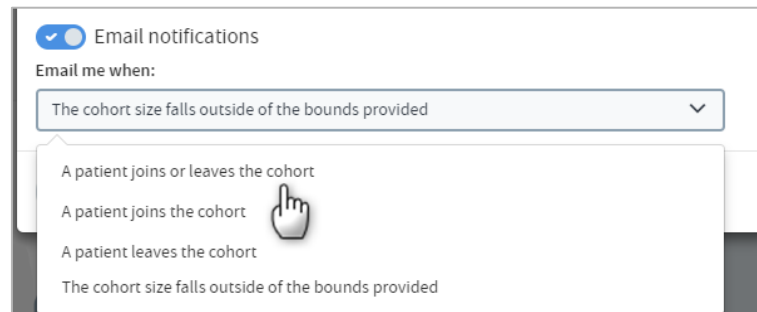 Email notifications
Email me when:
The cohort size falls outside of the bounds provided
A patient joins or leaves the cohort
A patient joins the cohort
A patient leaves the cohort
The cohort size falls outside of the bounds provided